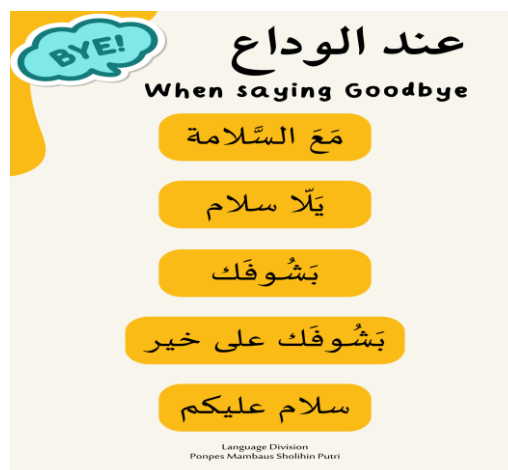 BYE!
عند الوداع
When saying Goodbye
مَعَ السَّلامة
يَلّا سلام
بَشُوفَك
بَشُوفَك على خير
سلام عليكم
Language Division
Ponpes Mambaus Sholihin Putri